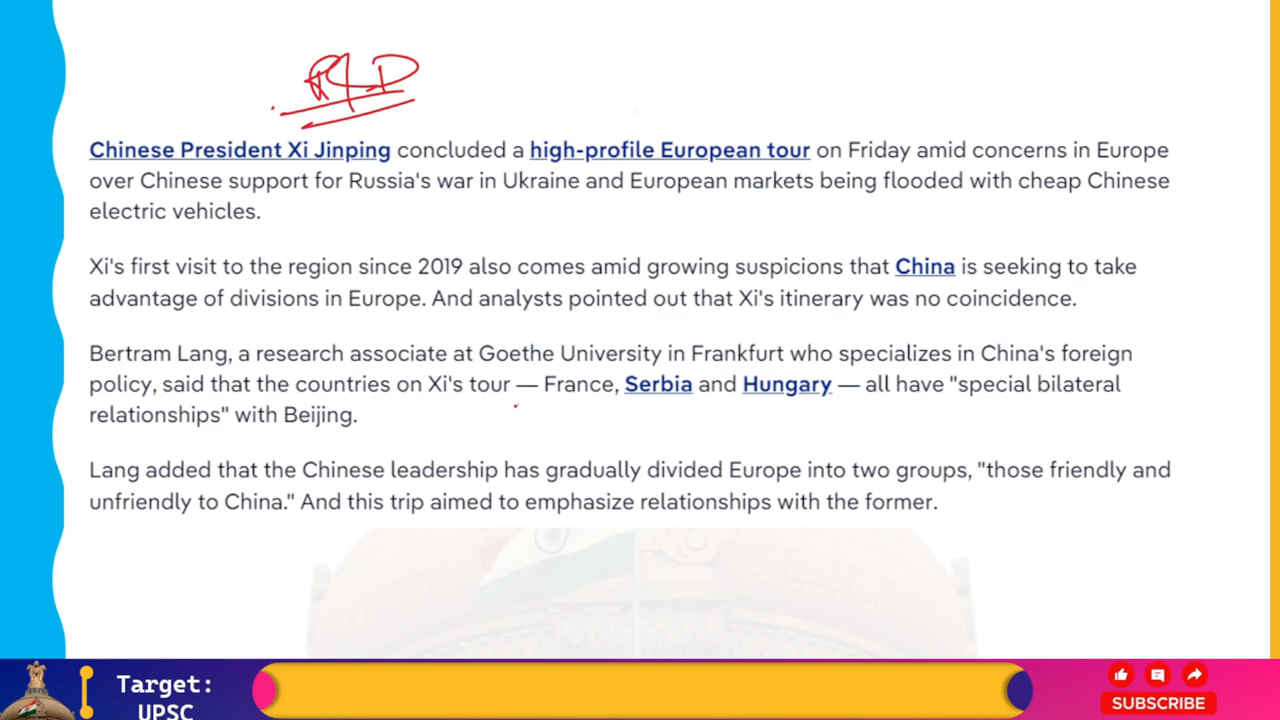 R&D
Chinese President Xi Jinping concluded a high-profile European tour on Friday amid concerns in Europe
over Chinese support for Russia's war in Ukraine and European markets being flooded with cheap Chinese
electric vehicles.
Xi's first visit to the region since 2019 also comes amid growing suspicions that China is seeking to take
advantage of divisions in Europe. And analysts pointed out that Xi's itinerary was no coincidence.
Bertram Lang, a research associate at Goethe University in Frankfurt who specializes in China's foreign
policy, said that the countries on Xi's tour — France, Serbia and Hungary — all have "special bilateral
relationships" with Beijing.
Lang added that the Chinese leadership has gradually divided Europe into two groups, "those friendly and
unfriendly to China." And this trip aimed to emphasize relationships with the former.
Target:
UPSC
SUBSCRIBE